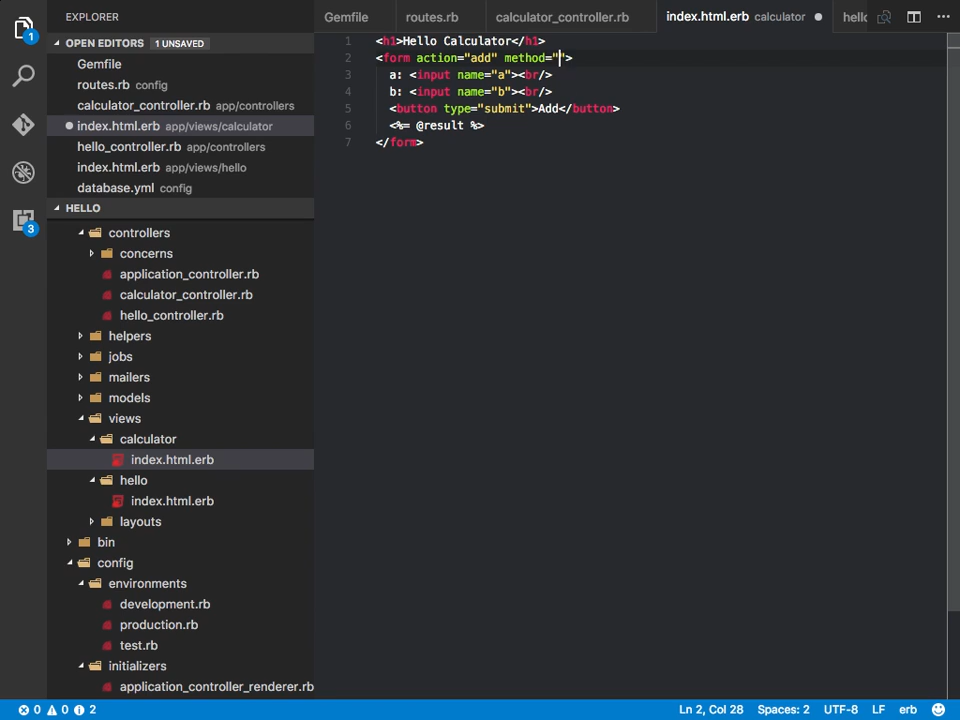 EXPLORER
OPEN EDITORS 1 UNSAVED
Gemfile
routes.rb config
calculator_controller.rb app/controllers
index.html.erb app/views/calculator
hello_controller.rb app/controllers
index.html.erb app/views/hello
database.yml config
HELLO
controllers
concerns
application_controller.rb
calculator_controller.rb
hello_controller.rb
helpers
jobs
mailers
models
views
calculator
index.html.erb
hello
index.html.erb
layouts
bin
config
environments
development.rb
production.rb
test.rb
initializers
application_controller_renderer.rb
1
3
Gemfile routes.rb calculator_controller.rb index.html.erb calculator hello
1 <h1>Hello Calculator</h1>
2 <form action="add" method="">
3 a: <input name="a"><br/>
4 b: <input name="b"><br/>
5 <button type="submit">Add</button>
6 <%= @result %>
7 </form>
0 0 2 Ln 2, Col 28 Spaces: 2 UTF-8 LF erb